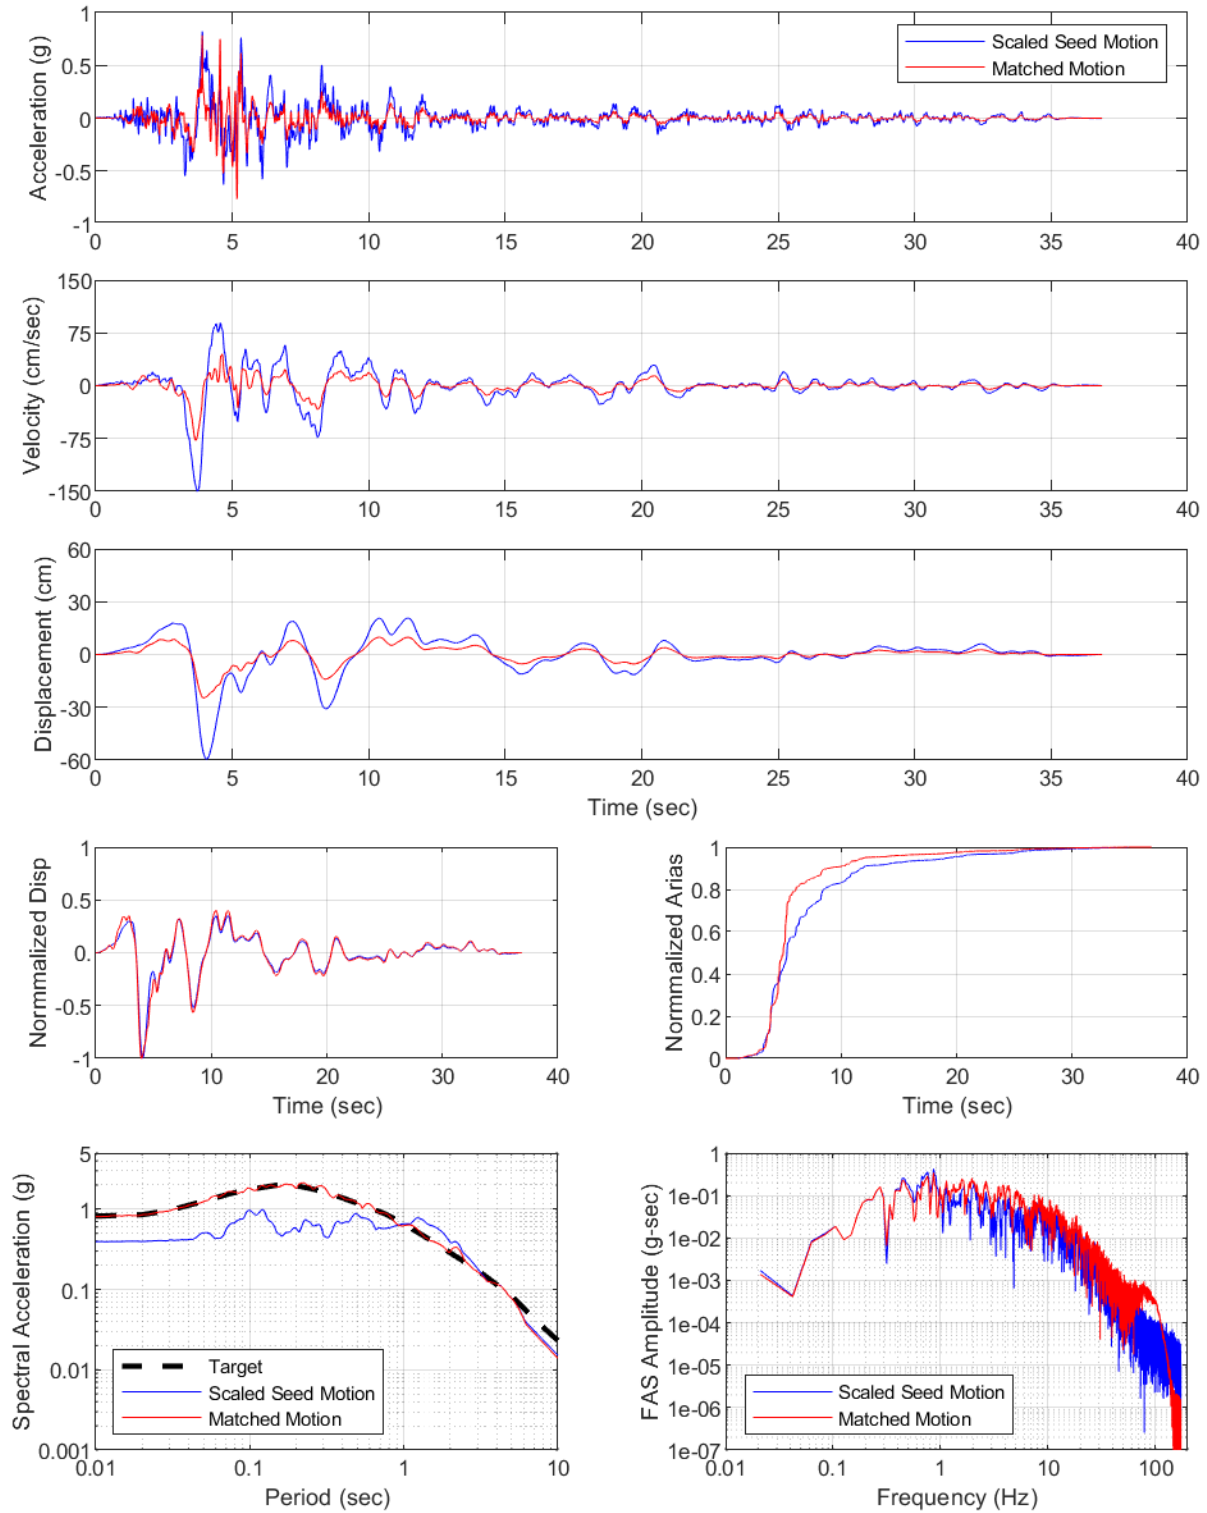 1
0.5
0
-0.5
-1
Acceleration (g)
Scaled Seed Motion
Matched Motion
0 5 10 15 20 25 30 35 40
150
75
0
-75
-150
Velocity (cm/sec)
0 5 10 15 20 25 30 35 40
60
30
0
-30
-60
Displacement (cm)
0 5 10 15 20 25 30 35 40
Time (sec)
1
0.5
0.
-0.5
-1
Normmalized Disp
0 10 20 30 40
Time (sec)
1
0.8
0.6
0.4
0.2
0
Normmalized Arias
0 10 20 30 40
Time (sec)
5
1
0.1
0.01
0.001
Spectral Acceleration (g)
Target
Scaled Seed Motion
Matched Motion
0.01 0.1 1 10
Period (sec)
1
1e-01
1e-02
1e-03
1e-04
1e-05
1e-06
1e-07
FAS Amplitude (g-sec)
Scaled Seed Motion
Matched Motion
0.01 0.1 1 10 100
Frequency (Hz)